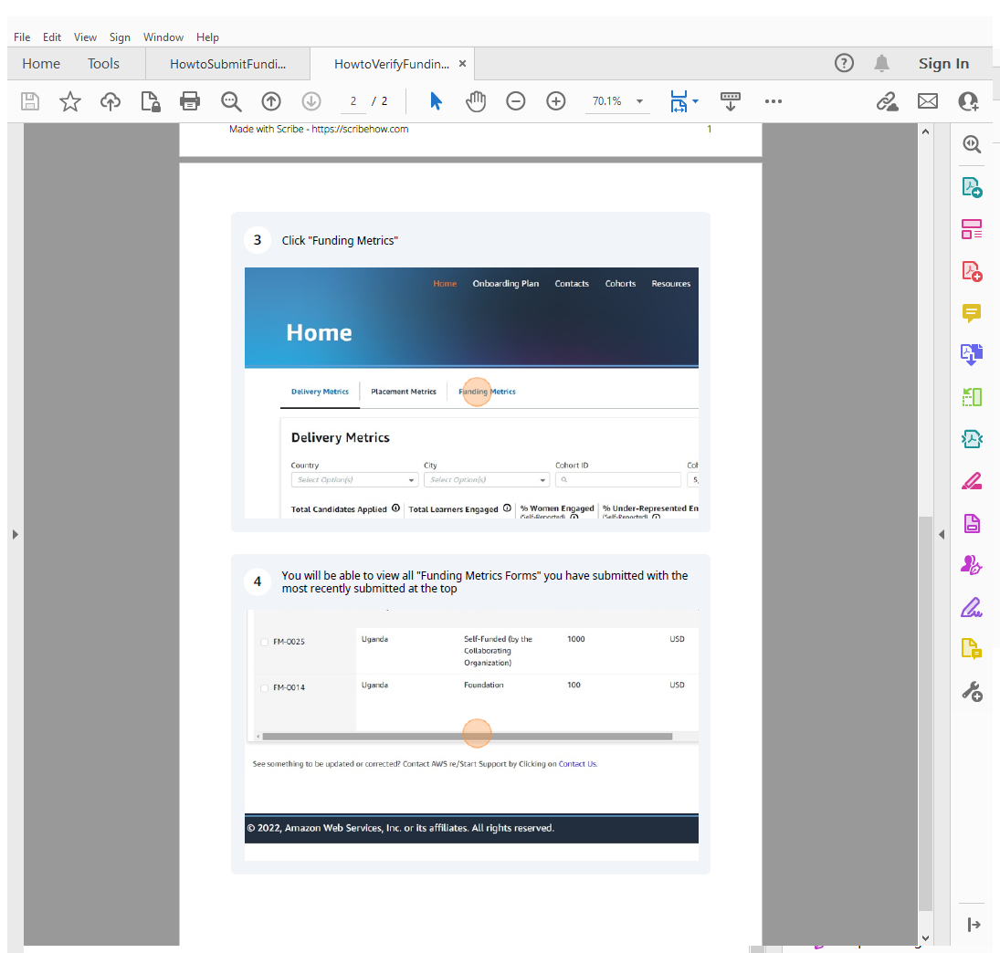 File Edit View Sign Window Help
Home Tools HowtoSubmitFundi... HowtoVerifyFundin... × Sign In
2 / 2 70.1%
Made with Scribe - https://scribehow.com 1
3 Click "Funding Metrics"
Home Onboarding Plan Contacts Cohorts Resources
Home
Delivery Metrics Placement Metrics Funding Metrics
Delivery Metrics
Country City Cohort ID
Select Option(s) Select Option(s)
Total Candidates Applied Total Learners Engaged % Women Engaged % Under-Represented En
(Self-Reported) (Self-Reported)
4 You will be able to view all "Funding Metrics Forms" you have submitted with the
most recently submitted at the top
FM-0025 Uganda Self-Funded (by the 1000 USD
Collaborating
Organization)
FM-0014 Uganda Foundation 100 USD
See something to be updated or corrected? Contact AWS re/Start Support by Clicking on Contact Us.
© 2022, Amazon Web Services, Inc. or its affiliates. All rights reserved.